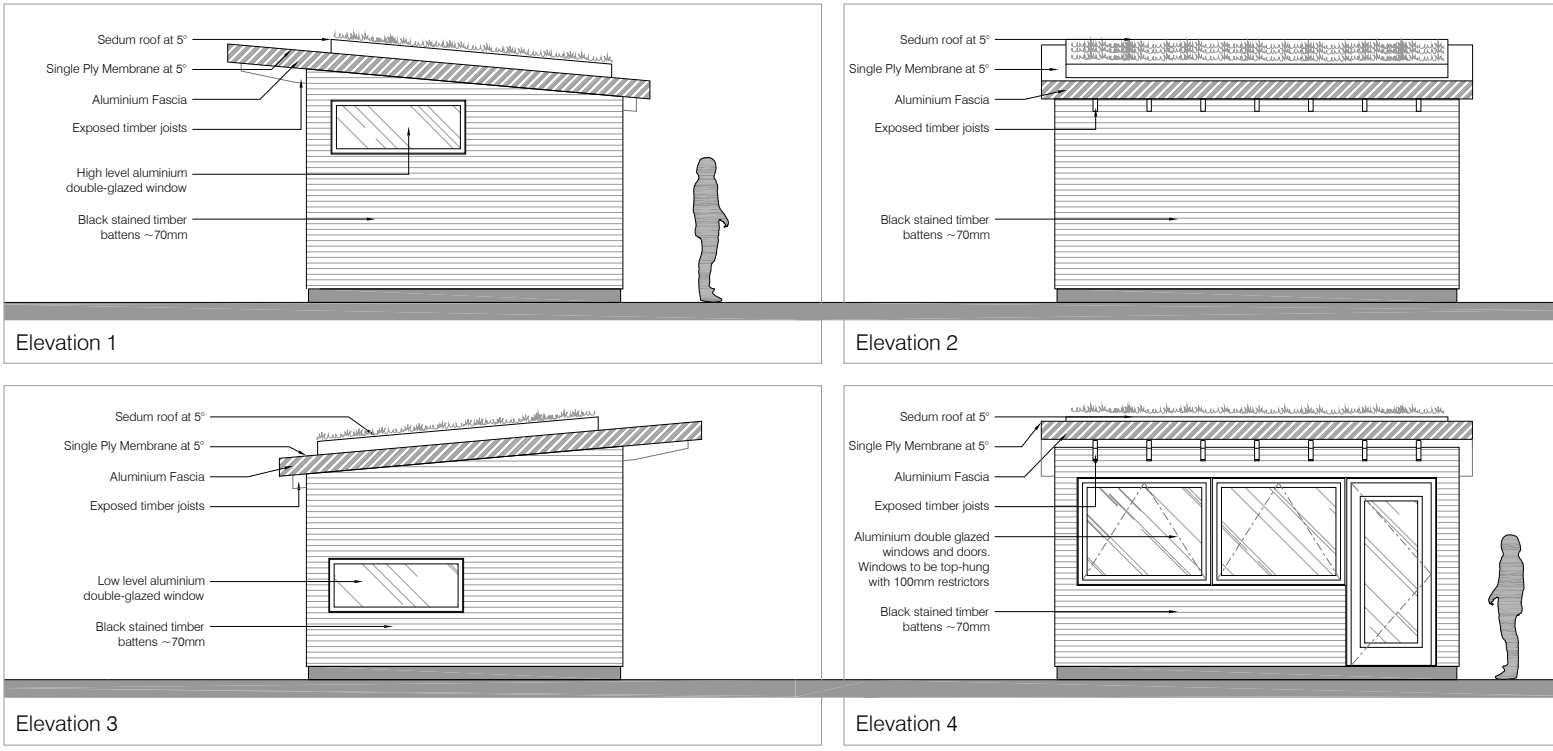 Sedum roof at 5°
Single Ply Membrane at 5°
Aluminium Fascia
Exposed timber joists
High level aluminium
double-glazed window
Black stained timber
battens ~70mm
Elevation 1
Sedum roof at 5°
Single Ply Membrane at 5°
Aluminium Fascia
Exposed timber joists
Black stained timber
battens ~70mm
Elevation 2
Sedum roof at 5°
Single Ply Membrane at 5°
Aluminium Fascia
Exposed timber joists
Low level aluminium
double-glazed window
Black stained timber
battens ~70mm
Elevation 3
Sedum roof at 5°
Single Ply Membrane at 5°
Aluminium Fascia
Exposed timber joists
Aluminium double glazed
windows and doors.
Windows to be top-hung
with 100mm restrictors
Black stained timber
battens ~70mm
Elevation 4